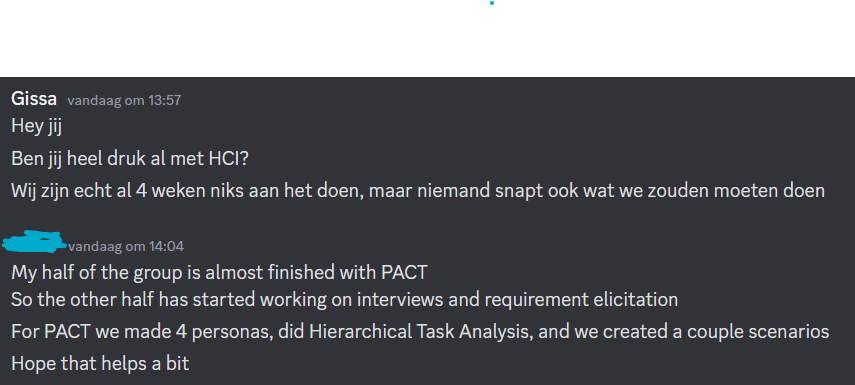 Gissa vandaag om 13:57
Hey jij
Ben jij heel druk al met HCI?
Wij zijn echt al 4 weken niks aan het doen, maar niemand snapt ook wat we zouden moeten doen
vandaag om 14:04
My half of the group is almost finished with PACT
So the other half has started working on interviews and requirement elicitation
For PACT we made 4 personas, did Hierarchical Task Analysis, and we created a couple scenarios
Hope that helps a bit